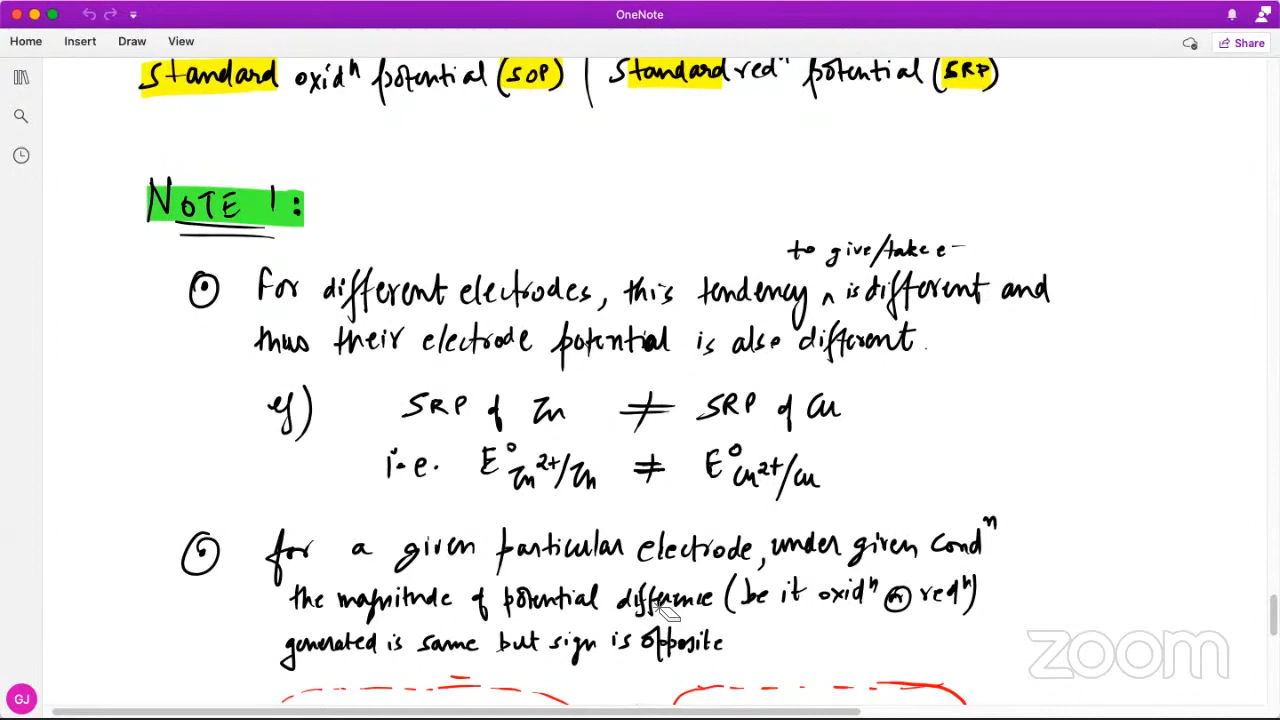 OneNote
Home Insert Draw View
Share
Standard oxidⁿ potential (SOP) | Standard redⁿ potential (SRP)
NOTE 1:
to give/take e⁻
For different electrodes, this tendency ʌ is different and
thus their electrode potential is also different.
eg) SRP of Zn ≠ SRP of Cu
i.e. E⁰Zn²⁺/Zn ≠ E⁰Cu²⁺/Cu
for a given particular electrode, under given condⁿ
the magnitude of potential difference (be it oxidⁿ or redⁿ)
generated is same but sign is opposite
zoom
GJ